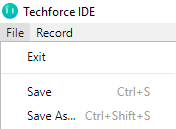 Techforce IDE
File Record
Exit
Save Ctrl+S
Save As... Ctrl+Shift+S